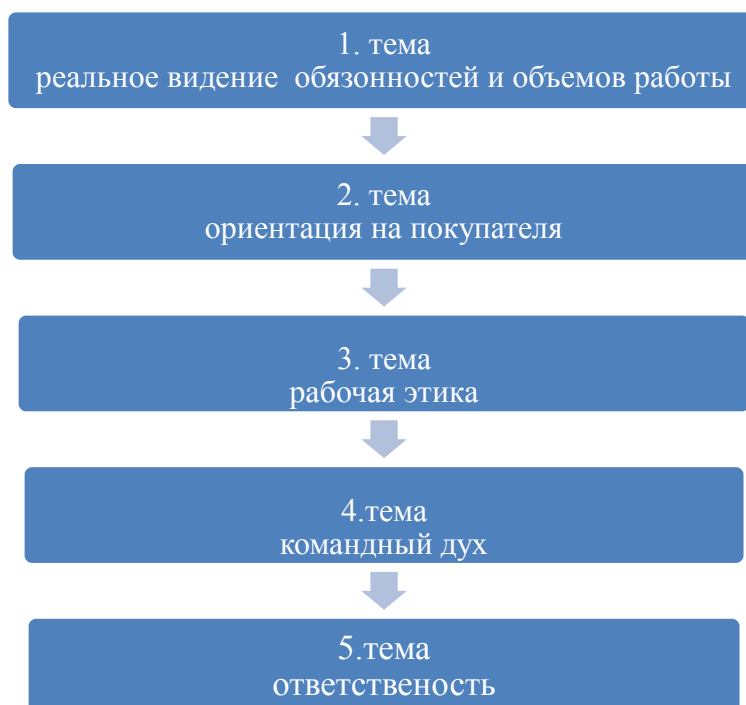 1. тема
реальное видение обязонностей и объемов работы
2. тема
ориентация на покупателя
3. тема
рабочая этика
4.тема
командный дух
5.тема
ответственость